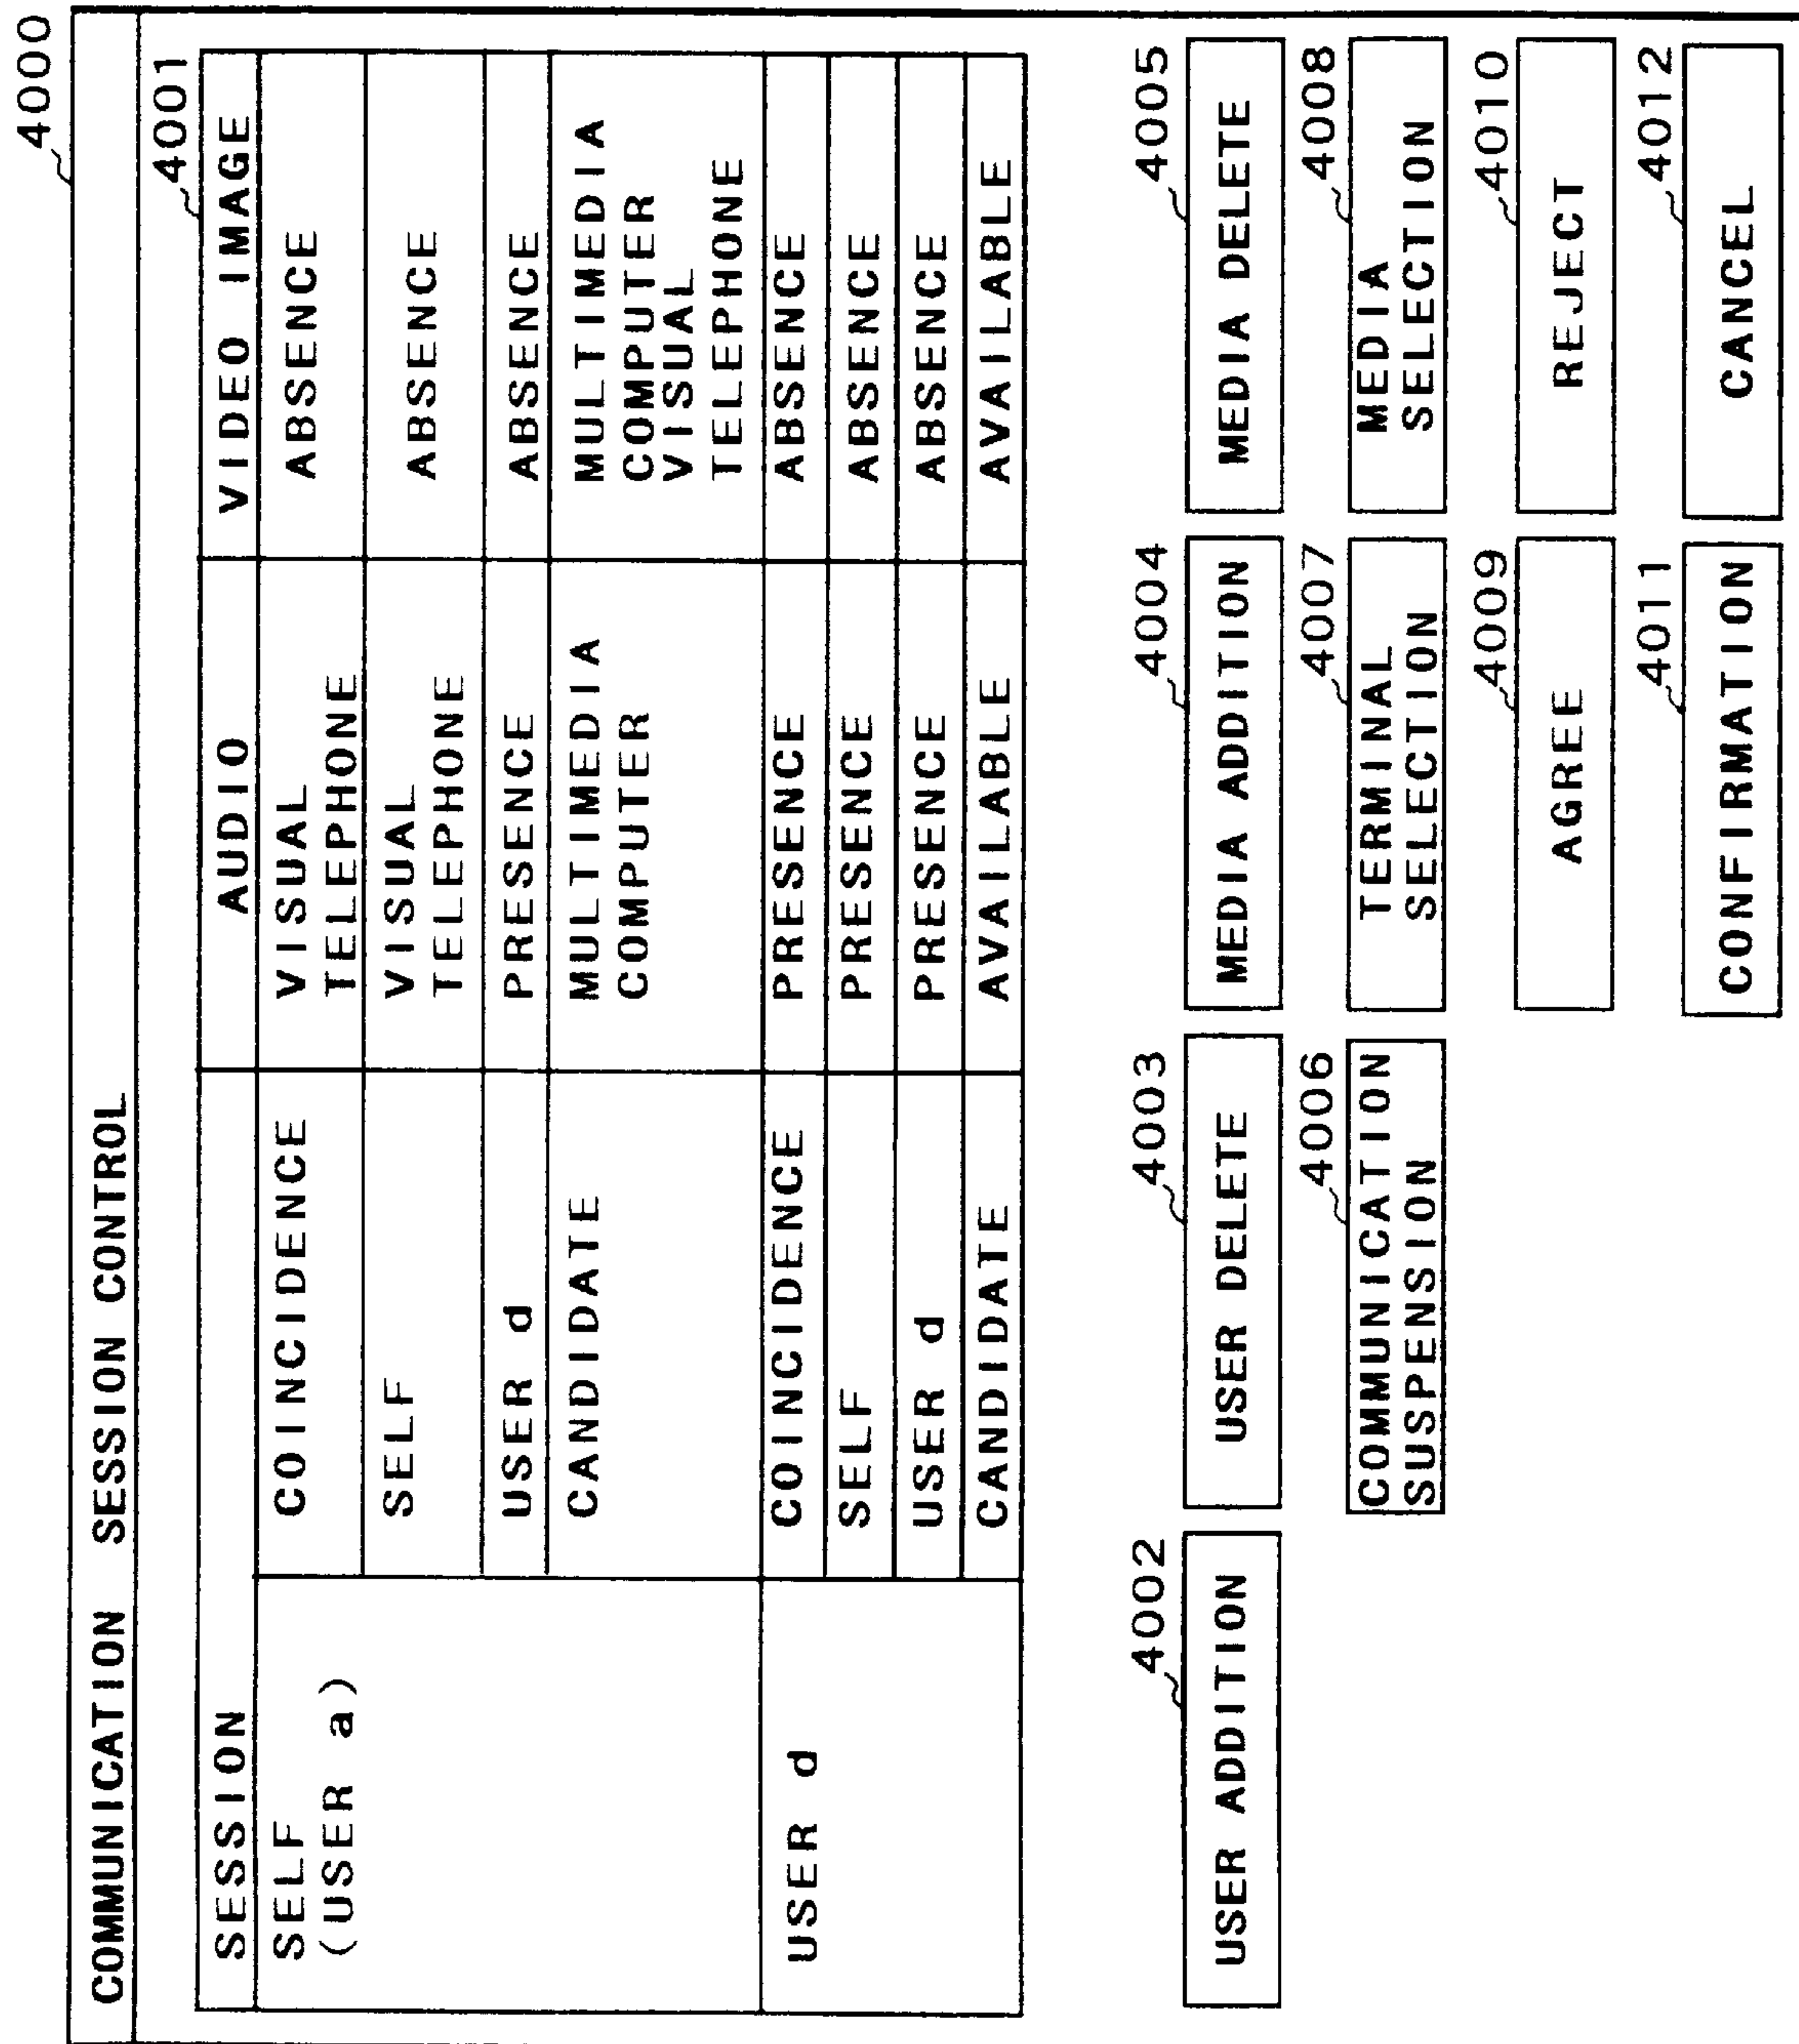 4000
COMMUNICATION SESSION CONTROL
4001
SESSION AUDIO VIDEO IMAGE
SELF
(USER a)
COINCIDENCE
VISUAL
TELEPHONE
ABSENCE
SELF
VISUAL
TELEPHONE
ABSENCE
USER d PRESENCE ABSENCE
CANDIDATE
MULTIMEDIA
COMPUTER
MULTIMEDIA
COMPUTER
VISUAL
TELEPHONE
USER d
COINCIDENCE PRESENCE ABSENCE
SELF PRESENCE ABSENCE
USER d PRESENCE ABSENCE
CANDIDATE AVAILABLE AVAILABLE
4002 4003 4004 4005
USER ADDITION USER DELETE MEDIA ADDITION MEDIA DELETE
4006 4007 4008
COMMUNICATION
SUSPENSION
TERMINAL
SELECTION
MEDIA
SELECTION
4009 4010
AGREE REJECT
4011 4012
CONFIRMATION CANCEL